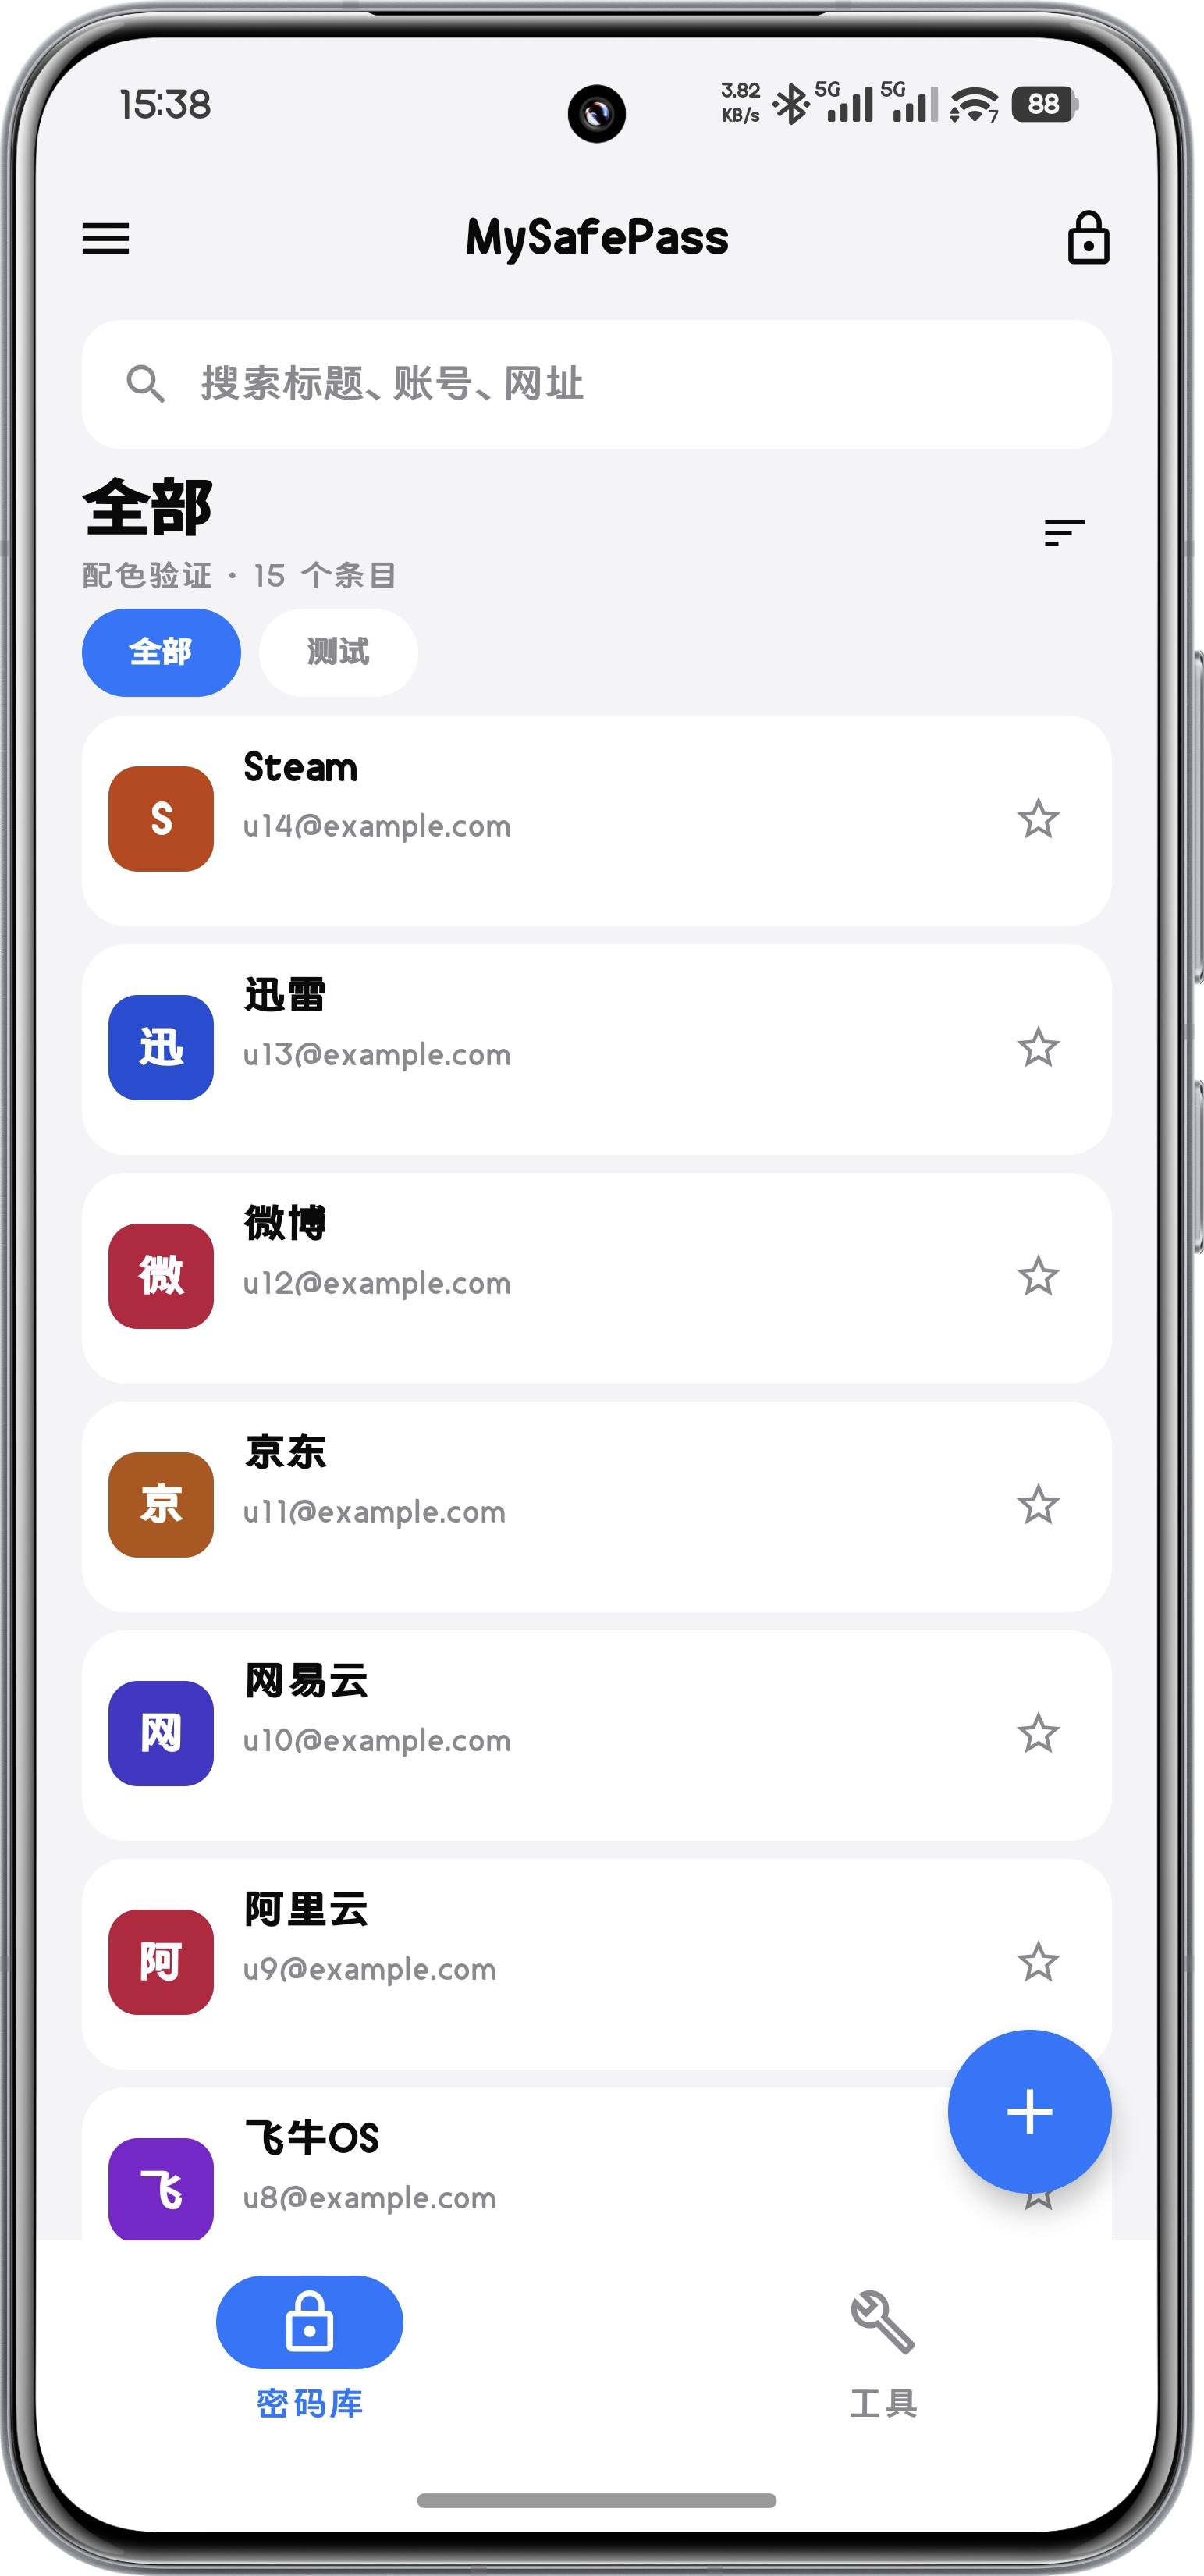 15:38 3.82 KB/s 5G 5G 7 88
MySafePass
搜索标题、账号、网址
全部
配色验证 · 15 个条目
全部 测试
S Steam
u14@example.com
迅 迅雷
u13@example.com
微 微博
u12@example.com
京 京东
u11@example.com
网 网易云
u10@example.com
阿 阿里云
u9@example.com
飞 飞牛OS
u8@example.com
密码库 工具